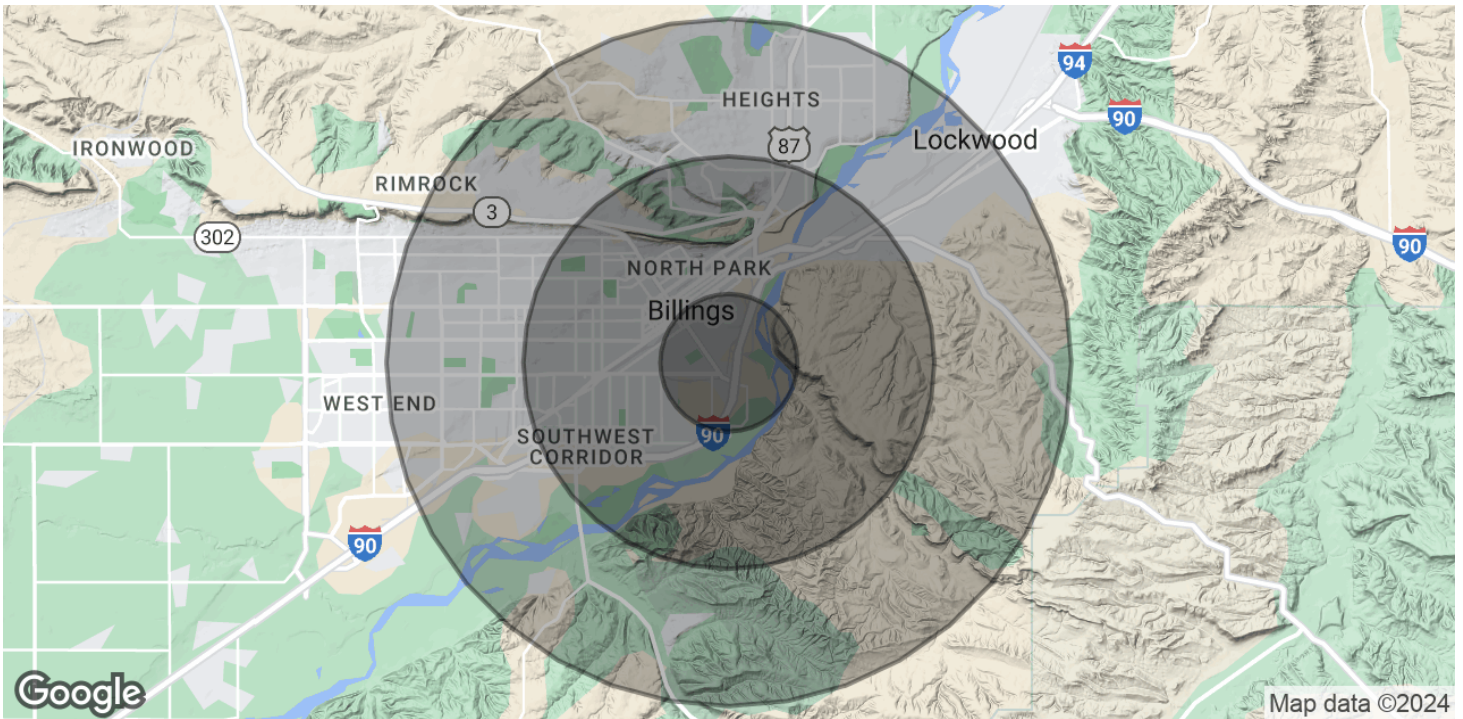 94
HEIGHTS
90
Lockwood
87
IRONWOOD
RIMROCK
3
302
90
NORTH PARK
Billings
WEST END
SOUTHWEST
CORRIDOR
90
90
Google
Map data ©2024